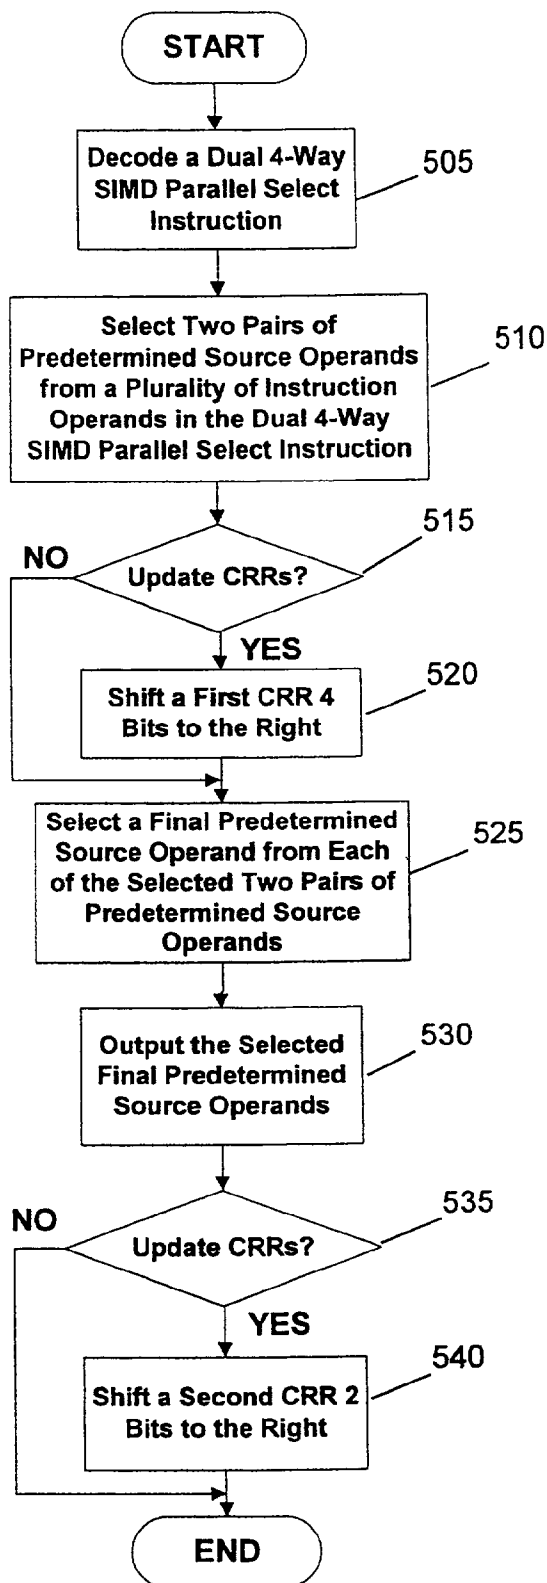 START
Decode a Dual 4-Way
SIMD Parallel Select
Instruction
505
Select Two Pairs of
Predetermined Source Operands
from a Plurality of Instruction
Operands in the Dual 4-Way
SIMD Parallel Select Instruction
510
515
NO
Update CRRs?
YES
520
Shift a First CRR 4
Bits to the Right
Select a Final Predetermined
Source Operand from Each
of the Selected Two Pairs of
Predetermined Source
Operands
525
Output the Selected
Final Predetermined
Source Operands
530
535
NO
Update CRRs?
YES
540
Shift a Second CRR 2
Bits to the Right
END